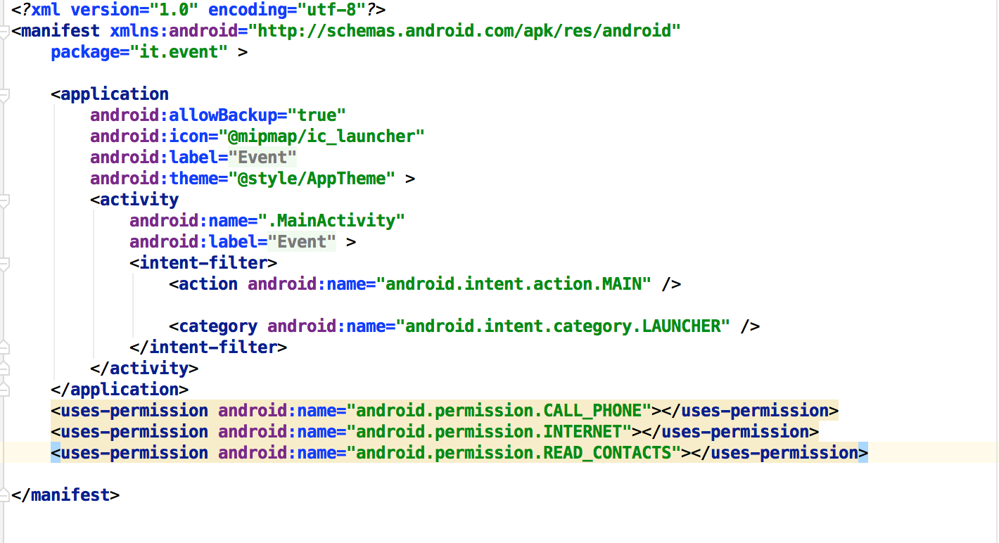 <?xml version="1.0" encoding="utf-8"?>
<manifest xmlns:android="http://schemas.android.com/apk/res/android"
    package="it.event" >

    <application
        android:allowBackup="true"
        android:icon="@mipmap/ic_launcher"
        android:label="Event"
        android:theme="@style/AppTheme" >
        <activity
            android:name=".MainActivity"
            android:label="Event" >
            <intent-filter>
                <action android:name="android.intent.action.MAIN" />

                <category android:name="android.intent.category.LAUNCHER" />
            </intent-filter>
        </activity>
    </application>
    <uses-permission android:name="android.permission.CALL_PHONE"></uses-permission>
    <uses-permission android:name="android.permission.INTERNET"></uses-permission>
    <uses-permission android:name="android.permission.READ_CONTACTS"></uses-permission>

</manifest>